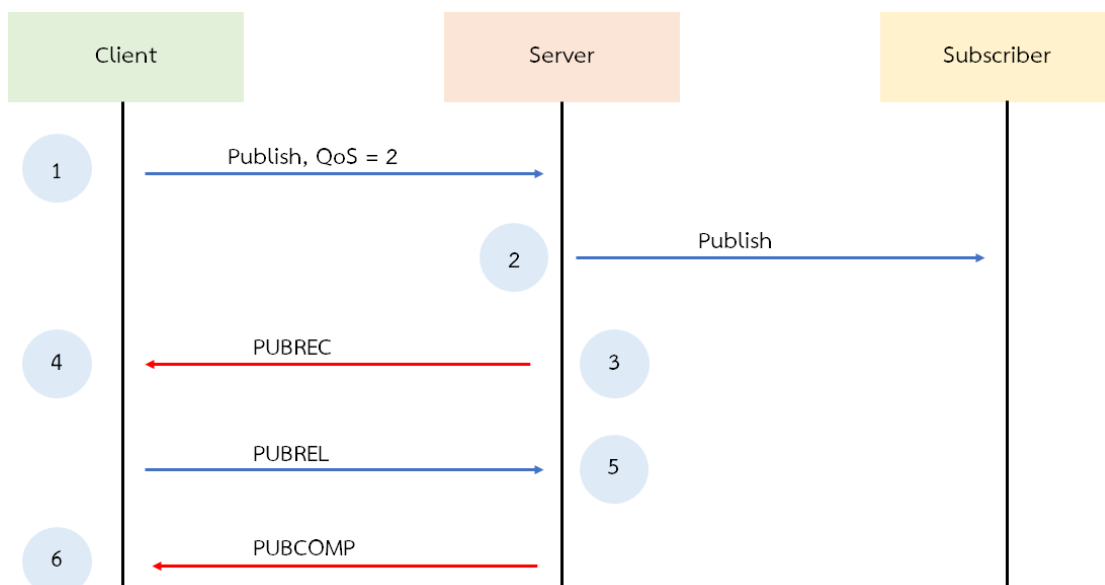 Client
Server
Subscriber
1
Publish, QoS = 2
2
Publish
4
PUBREC
3
PUBREL
5
6
PUBCOMP